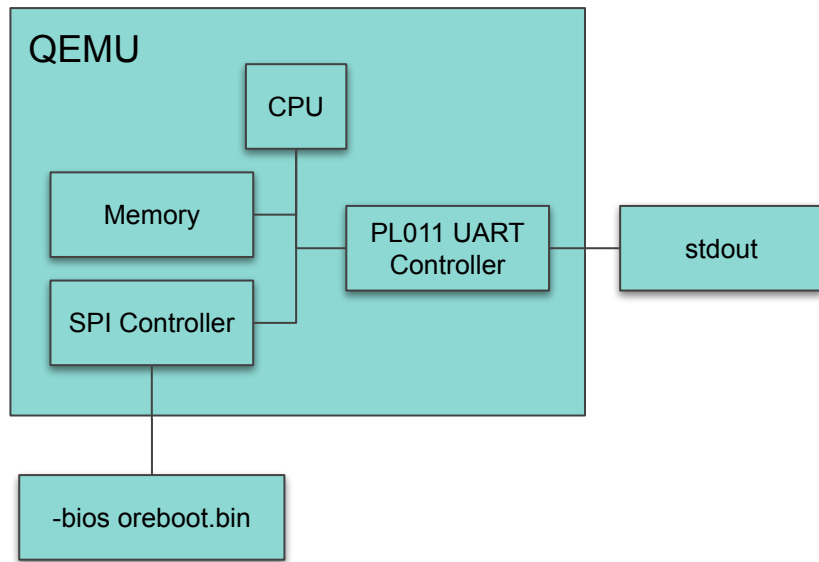 QEMU
CPU
Memory
PL011 UART
Controller
stdout
SPI Controller
-bios oreboot.bin